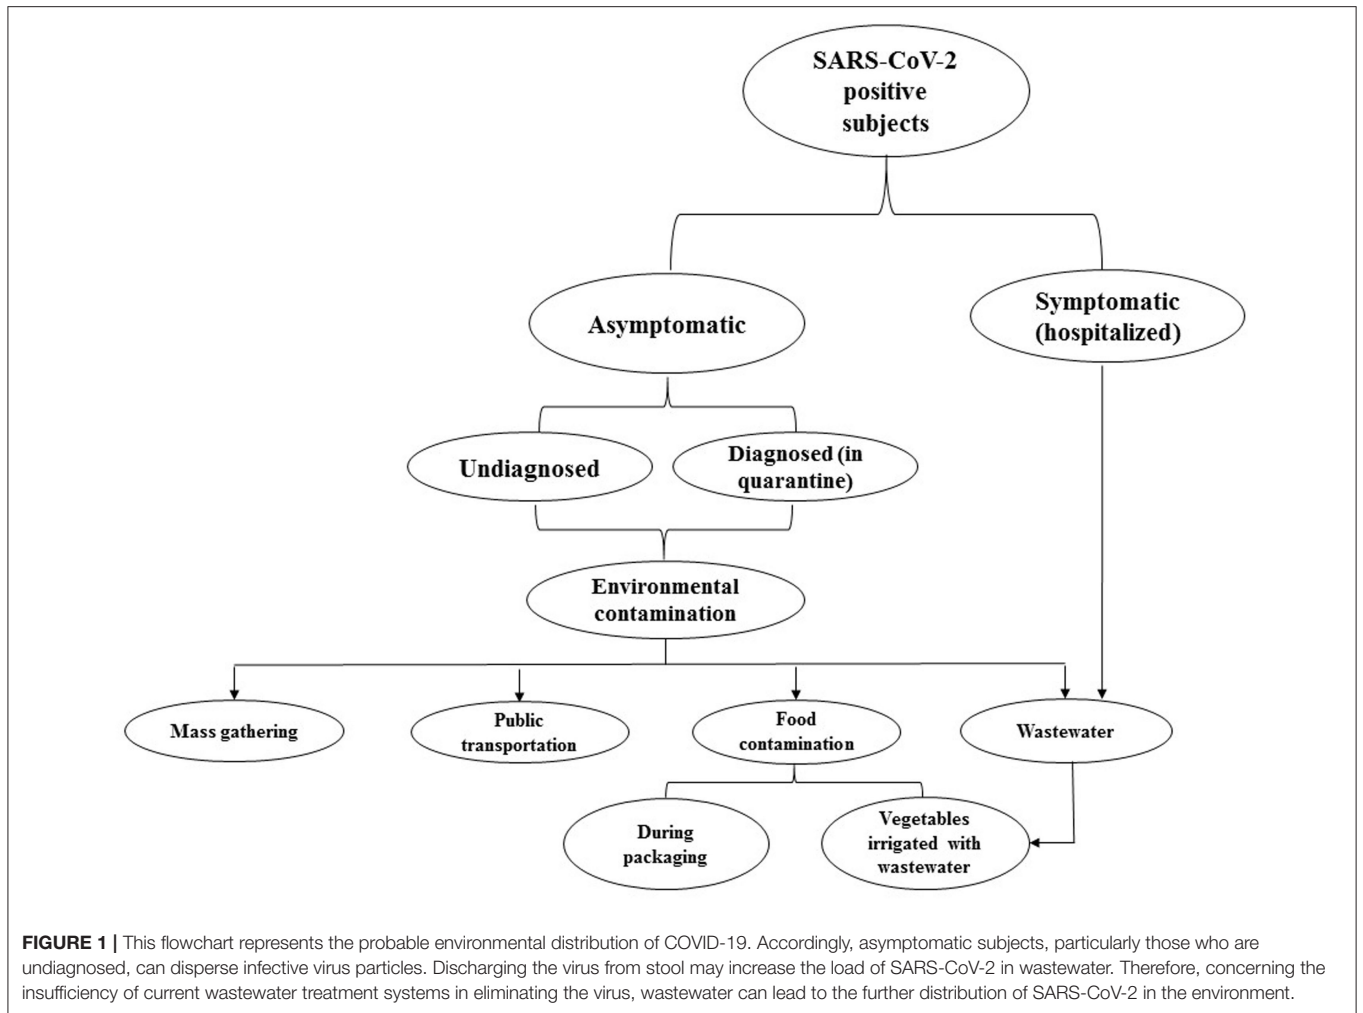 SARS-CoV-2
positive
subjects
Asymptomatic
Symptomatic
(hospitalized)
Undiagnosed
Diagnosed (in
quarantine)
Environmental
contamination
Mass gathering
Public
transportation
Food
contamination
Wastewater
During
packaging
Vegetables
irrigated with
wastewater
FIGURE 1 | This flowchart represents the probable environmental distribution of COVID-19. Accordingly, asymptomatic subjects, particularly those who are
undiagnosed, can disperse infective virus particles. Discharging the virus from stool may increase the load of SARS-CoV-2 in wastewater. Therefore, concerning the
insufficiency of current wastewater treatment systems in eliminating the virus, wastewater can lead to the further distribution of SARS-CoV-2 in the environment.